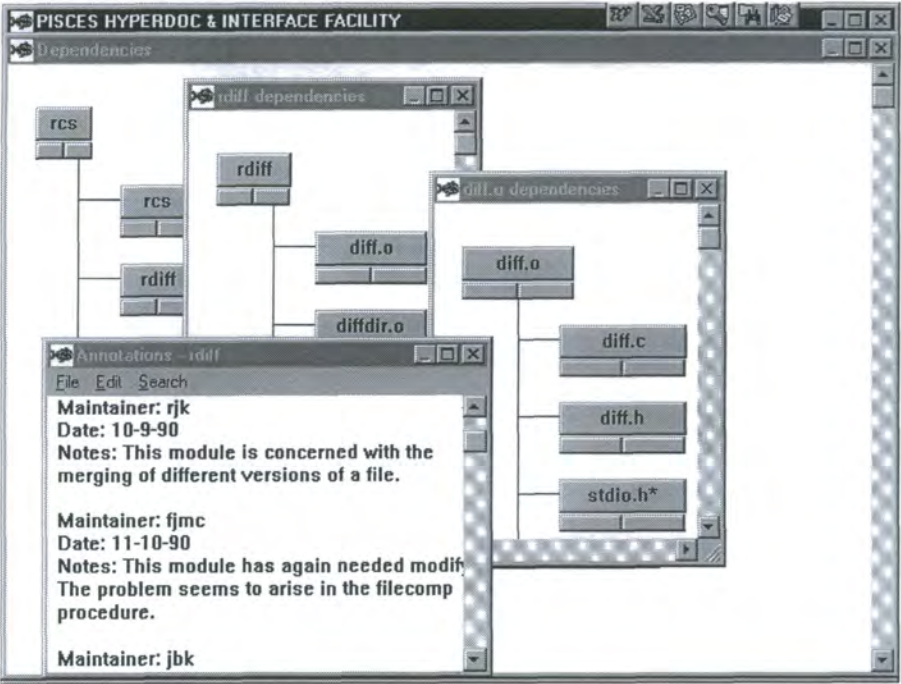 PISCES HYPERDOC & INTERFACE FACILITY
Dependencies
rcs
rcs
rdiff
rdiff dependencies
rdiff
diff.o
diffdir.o
diff.o dependencies
diff.o
diff.c
diff.h
stdio.h*
Annotations - rdiff
File Edit Search
Maintainer: rjk
Date: 10-9-90
Notes: This module is concerned with the
merging of different versions of a file.
Maintainer: fjmc
Date: 11-10-90
Notes: This module has again needed modify
The problem seems to arise in the filecomp
procedure.
Maintainer: jbk